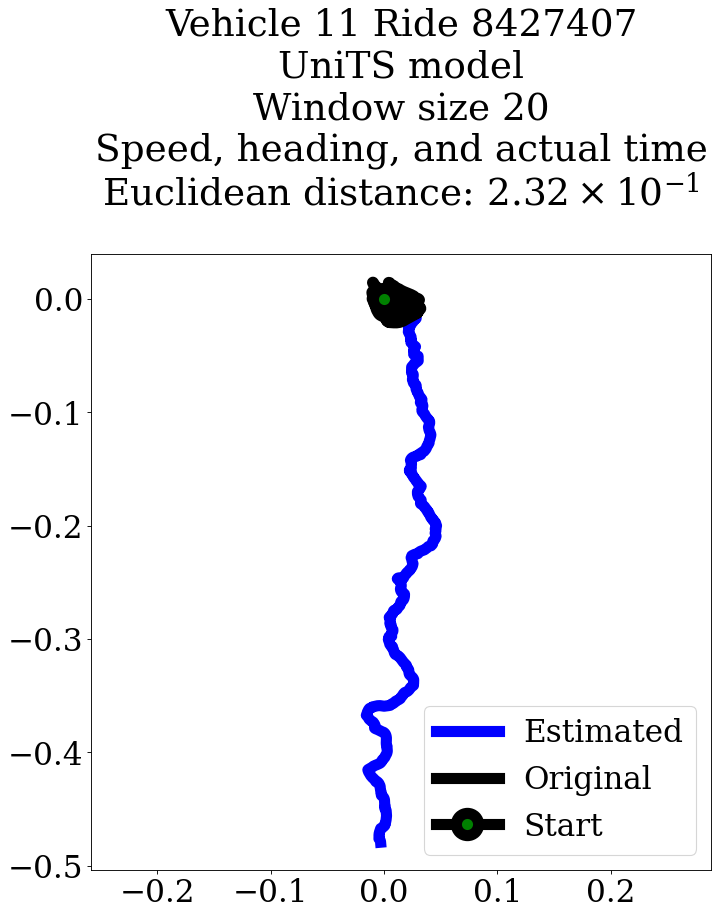 Vehicle 11 Ride 8427407
UniTS model
Window size 20
Speed, heading, and actual time
Euclidean distance: 2.32 × 10⁻¹
0.0
−0.1
−0.2
−0.3
−0.4
−0.5
Estimated
Original
Start
−0.2 −0.1 0.0 0.1 0.2